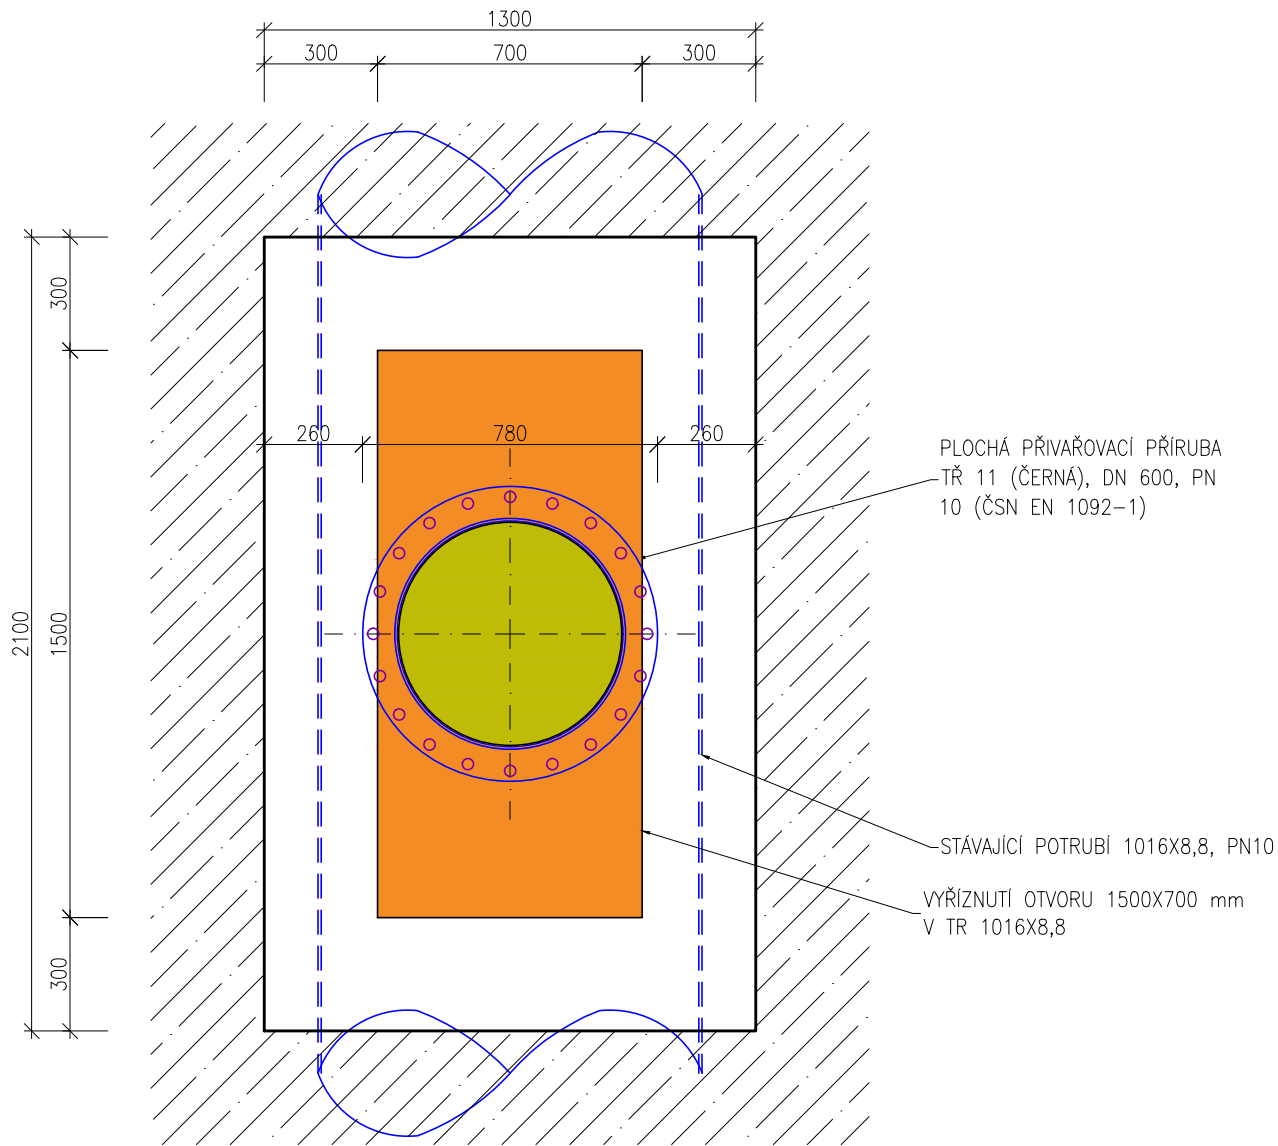 1300
300
700
300
300
260
780
260
PLOCHÁ PŘIVAŘOVACÍ PŘÍRUBA
TŘ 11 (ČERNÁ), DN 600, PN
10 (ČSN EN 1092-1)
2100
1500
STÁVAJÍCÍ POTRUBÍ 1016X8,8, PN10
VYŘÍZNUTÍ OTVORU 1500X700 mm
V TR 1016X8,8
300